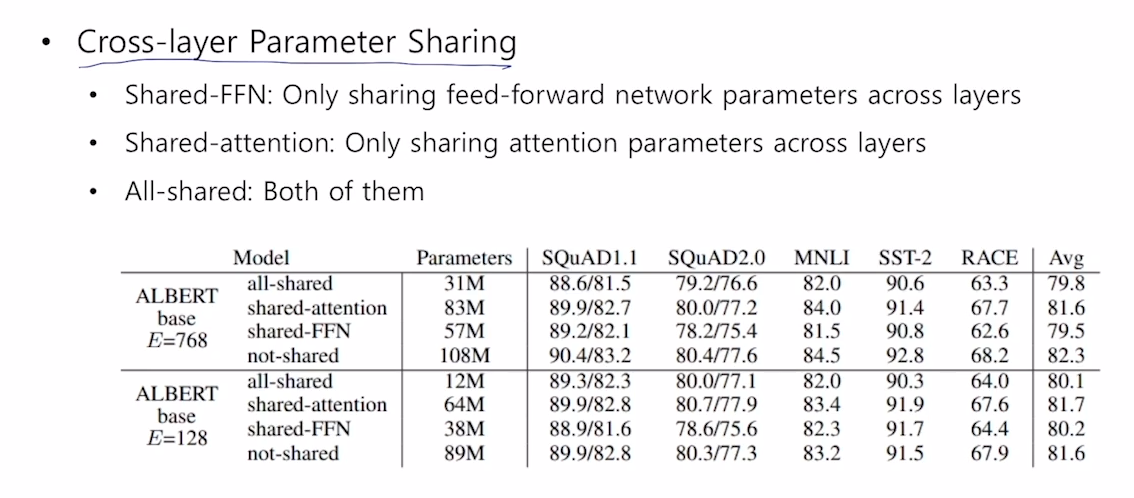 • Cross-layer Parameter Sharing
• Shared-FFN: Only sharing feed-forward network parameters across layers
• Shared-attention: Only sharing attention parameters across layers
• All-shared: Both of them
Model Parameters SQuAD1.1 SQuAD2.0 MNLI SST-2 RACE Avg
ALBERT base E=768
all-shared 31M 88.6/81.5 79.2/76.6 82.0 90.6 63.3 79.8
shared-attention 83M 89.9/82.7 80.0/77.2 84.0 91.4 67.7 81.6
shared-FFN 57M 89.2/82.1 78.2/75.4 81.5 90.8 62.6 79.5
not-shared 108M 90.4/83.2 80.4/77.6 84.5 92.8 68.2 82.3
ALBERT base E=128
all-shared 12M 89.3/82.3 80.0/77.1 82.0 90.3 64.0 80.1
shared-attention 64M 89.9/82.8 80.7/77.9 83.4 91.9 67.6 81.7
shared-FFN 38M 88.9/81.6 78.6/75.6 82.3 91.7 64.4 80.2
not-shared 89M 89.9/82.8 80.3/77.3 83.2 91.5 67.9 81.6